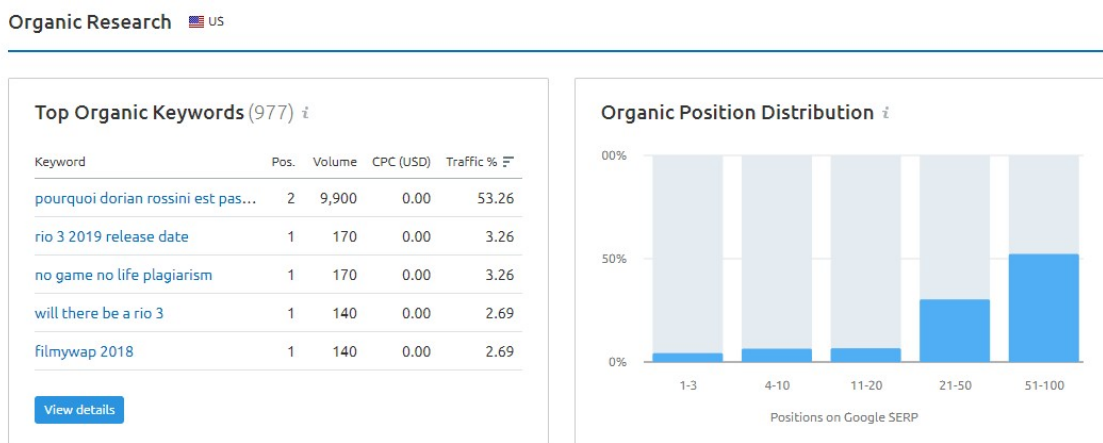 Organic Research US
Top Organic Keywords (977) i
Keyword Pos. Volume CPC (USD) Traffic %
pourquoi dorian rossini est pas... 2 9,900 0.00 53.26
rio 3 2019 release date 1 170 0.00 3.26
no game no life plagiarism 1 170 0.00 3.26
will there be a rio 3 1 140 0.00 2.69
filmywap 2018 1 140 0.00 2.69
View details
Organic Position Distribution i
00%
50%
0%
1-3 4-10 11-20 21-50 51-100
Positions on Google SERP